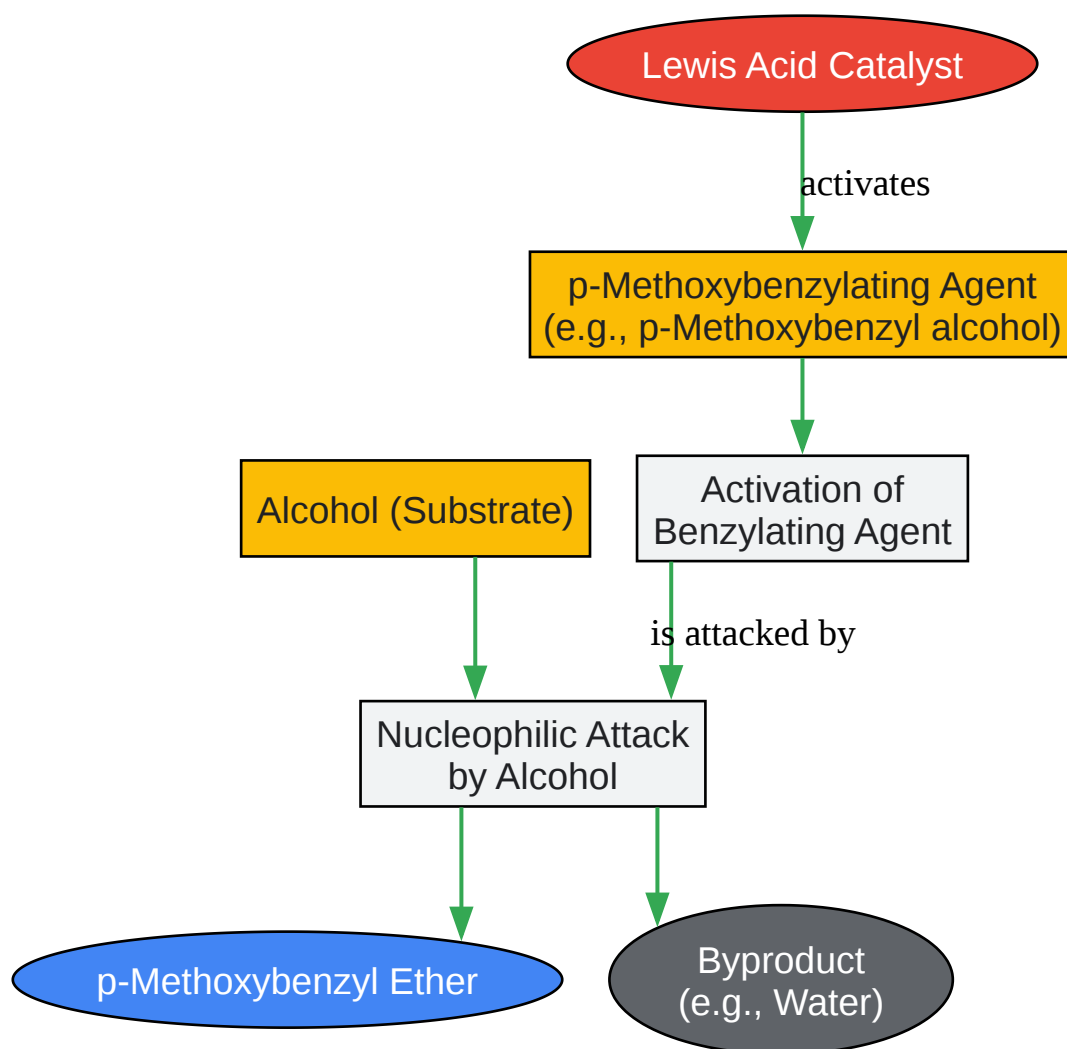 Lewis Acid Catalyst
activates
p-Methoxybenzylating Agent
(e.g., p-Methoxybenzyl alcohol)
Alcohol (Substrate)
Activation of
Benzylating Agent
is attacked by
Nucleophilic Attack
by Alcohol
p-Methoxybenzyl Ether
Byproduct
(e.g., Water)